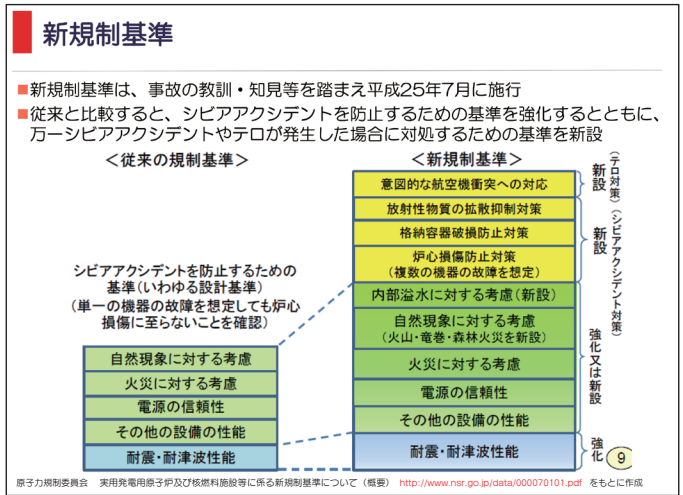 新規制基準
■新規制基準は、事故の教訓・知見等を踏まえ平成25年7月に施行
■従来と比較すると、シビアアクシデントを防止するための基準を強化するとともに、
万一シビアアクシデントやテロが発生した場合に対処するための基準を新設
＜従来の規制基準＞
シビアアクシデントを防止するための
基準(いわゆる設計基準)
(単一の機器の故障を想定しても炉心
損傷に至らないことを確認)
自然現象に対する考慮
火災に対する考慮
電源の信頼性
その他の設備の性能
耐震・耐津波性能
＜新規制基準＞
意図的な航空機衝突への対応
放射性物質の拡散抑制対策
格納容器破損防止対策
炉心損傷防止対策
(複数の機器の故障を想定)
内部溢水に対する考慮(新設)
自然現象に対する考慮
(火山・竜巻・森林火災を新設)
火災に対する考慮
電源の信頼性
その他の設備の性能
耐震・耐津波性能
新設
(テロ対策)
新設
(シビアアクシデント対策)
強化又は新設
強化
9
原子力規制委員会 実用発電用原子炉及び核燃料施設等に係る新規制基準について（概要） http://www.nsr.go.jp/data/000070101.pdf をもとに作成